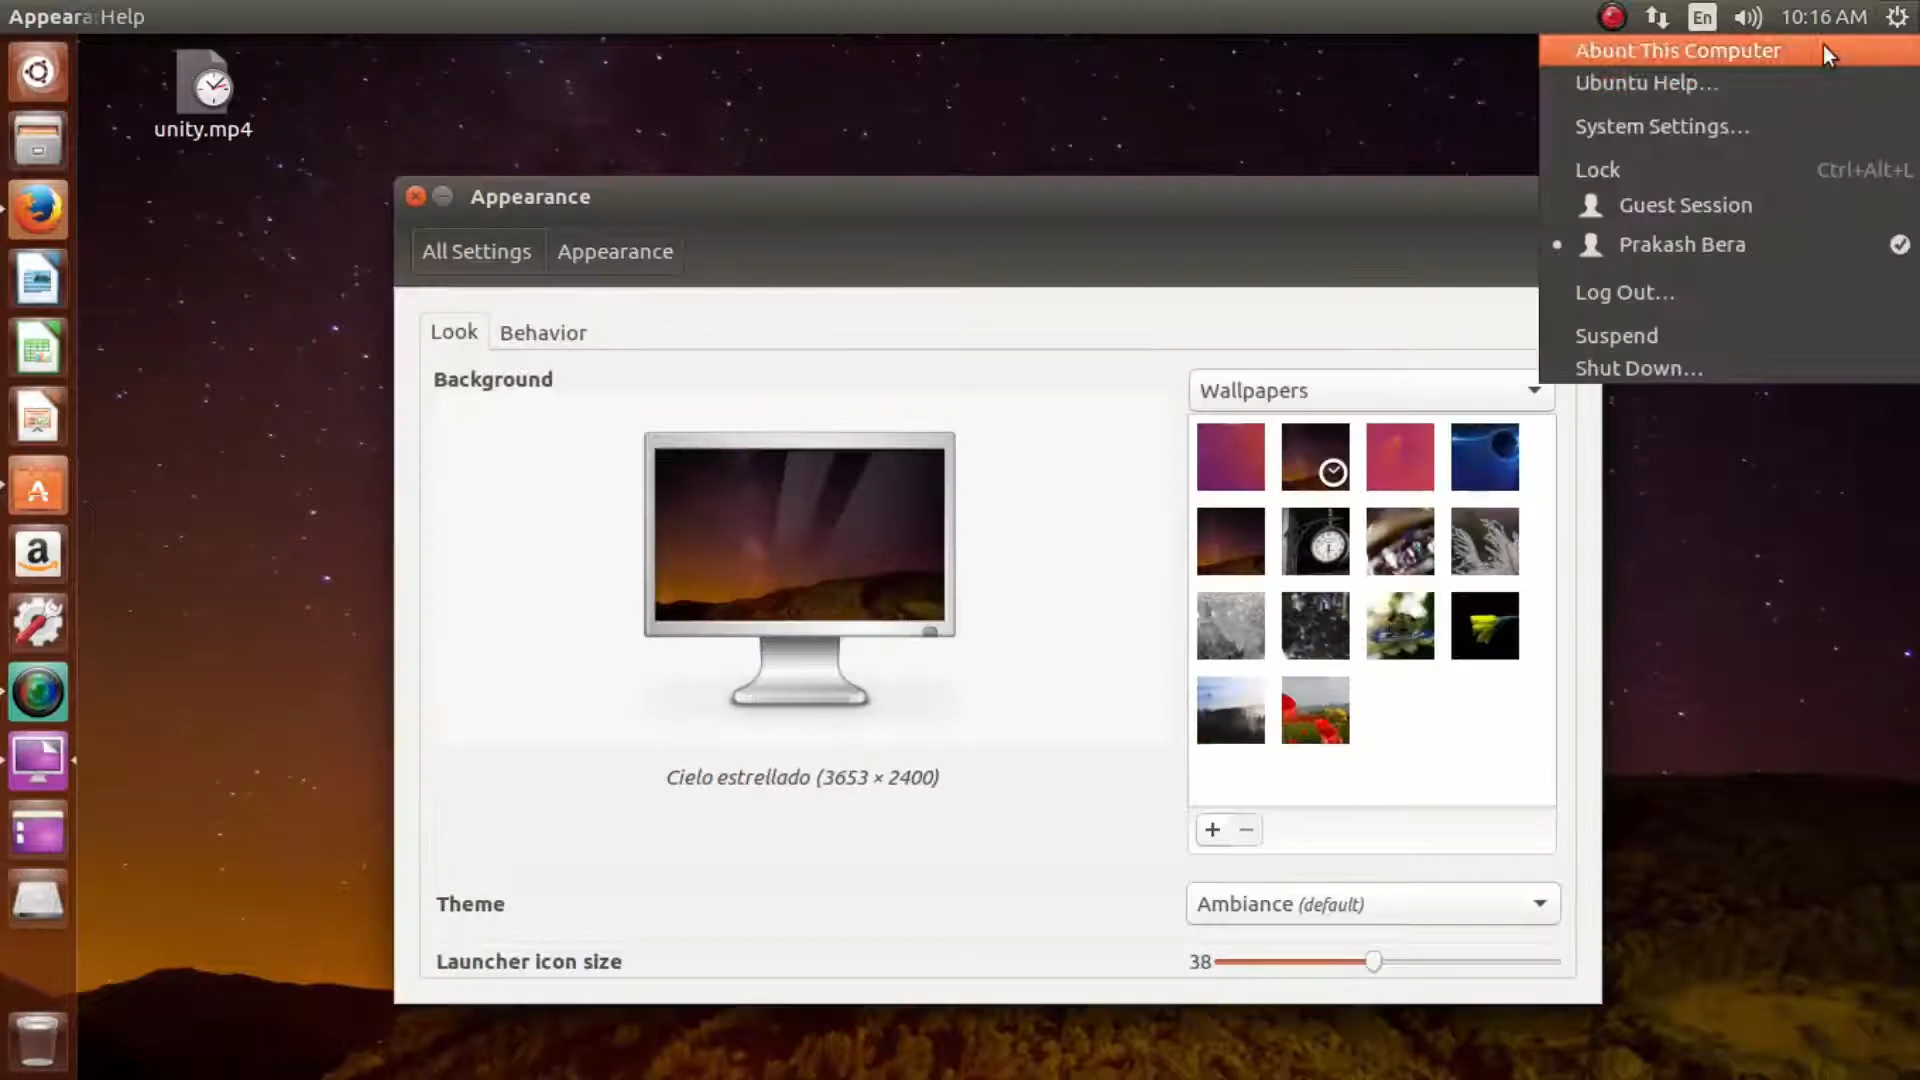 Appeara Help
En
10:16 AM
Abunt This Computer
Ubuntu Help...
System Settings...
Lock Ctrl+Alt+L
Guest Session
Prakash Bera
Log Out...
Suspend
Shut Down...
unity.mp4
Appearance
All Settings Appearance
Look Behavior
Background
Wallpapers
Cielo estrellado (3653 × 2400)
+ −
Theme
Ambiance (default)
Launcher icon size
38
a